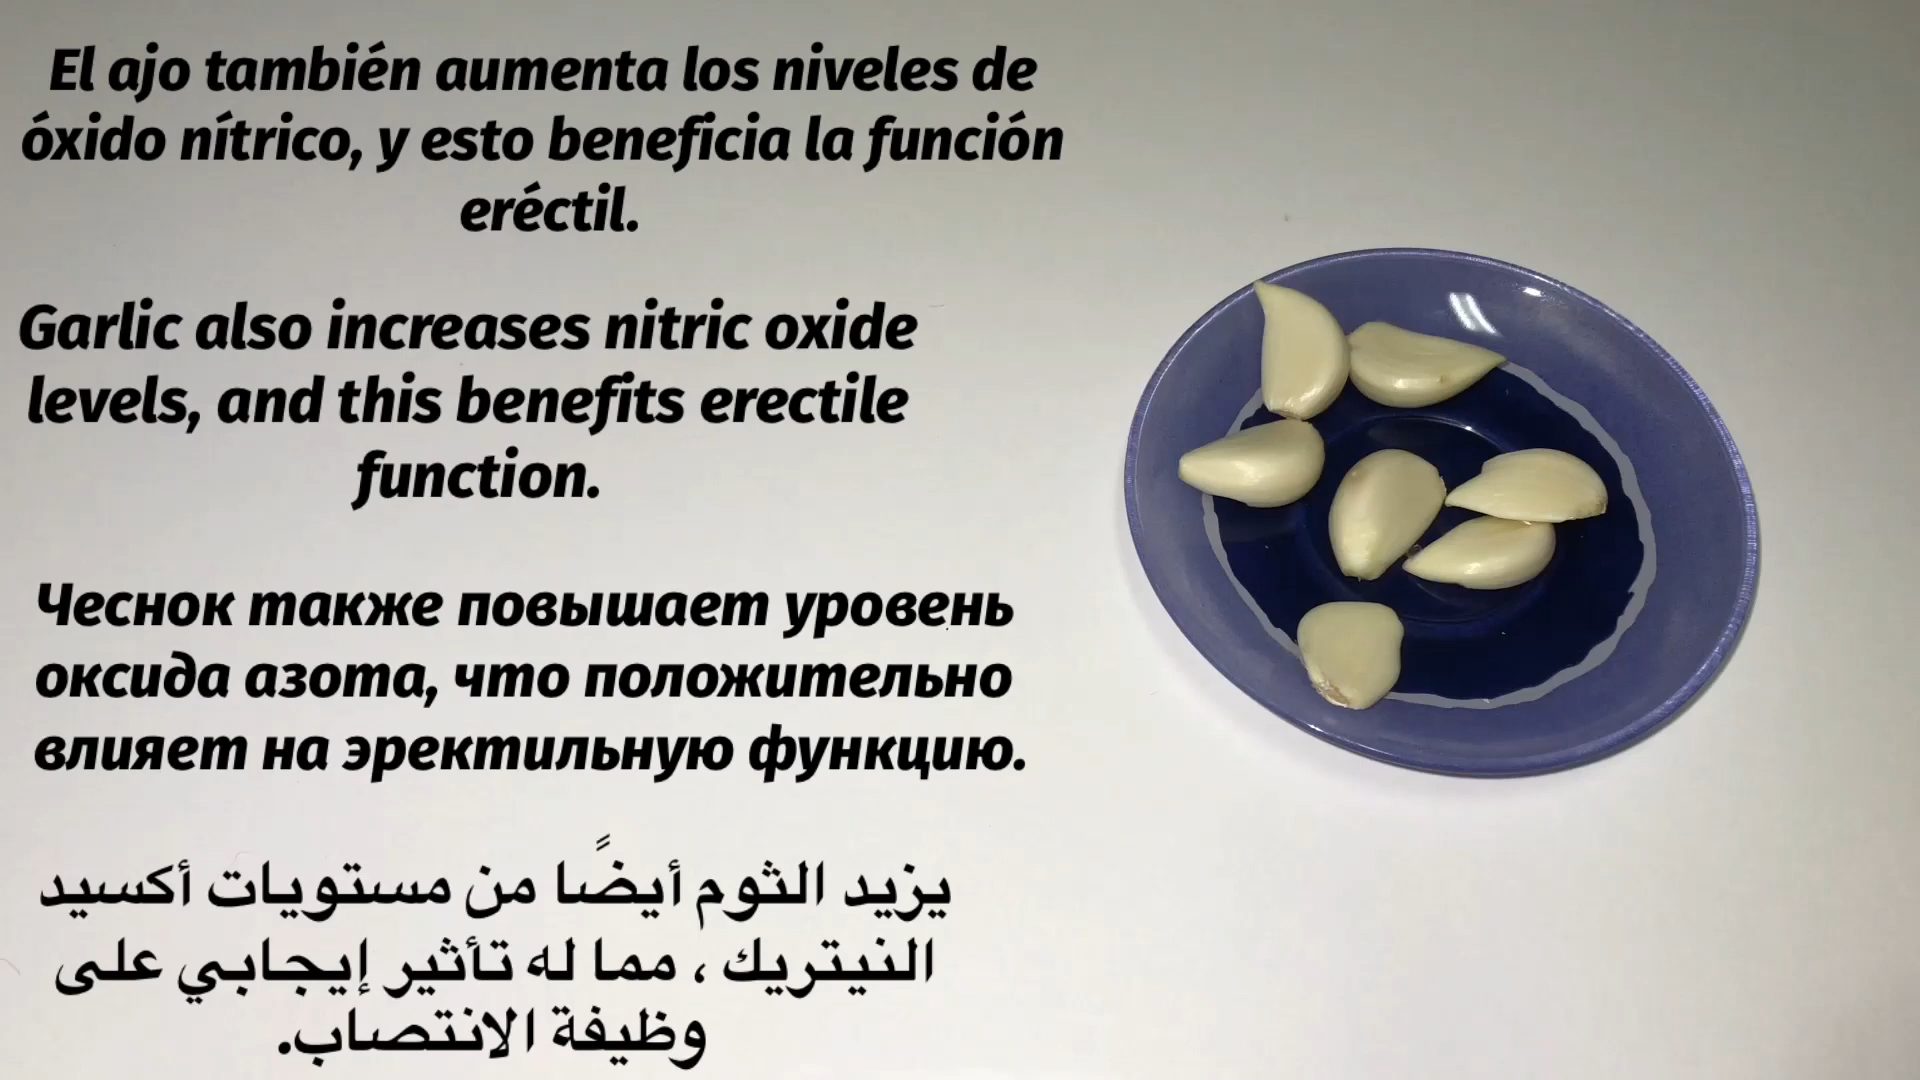 El ajo también aumenta los niveles de
óxido nítrico, y esto beneficia la función
eréctil.
Garlic also increases nitric oxide
levels, and this benefits erectile
function.
Чеснок также повышает уровень
оксида азота, что положительно
влияет на эректильную функцию.
يزيد الثوم أيضًا من مستويات أكسيد
النيتريك ، مما له تأثير إيجابي على
وظيفة الانتصاب.